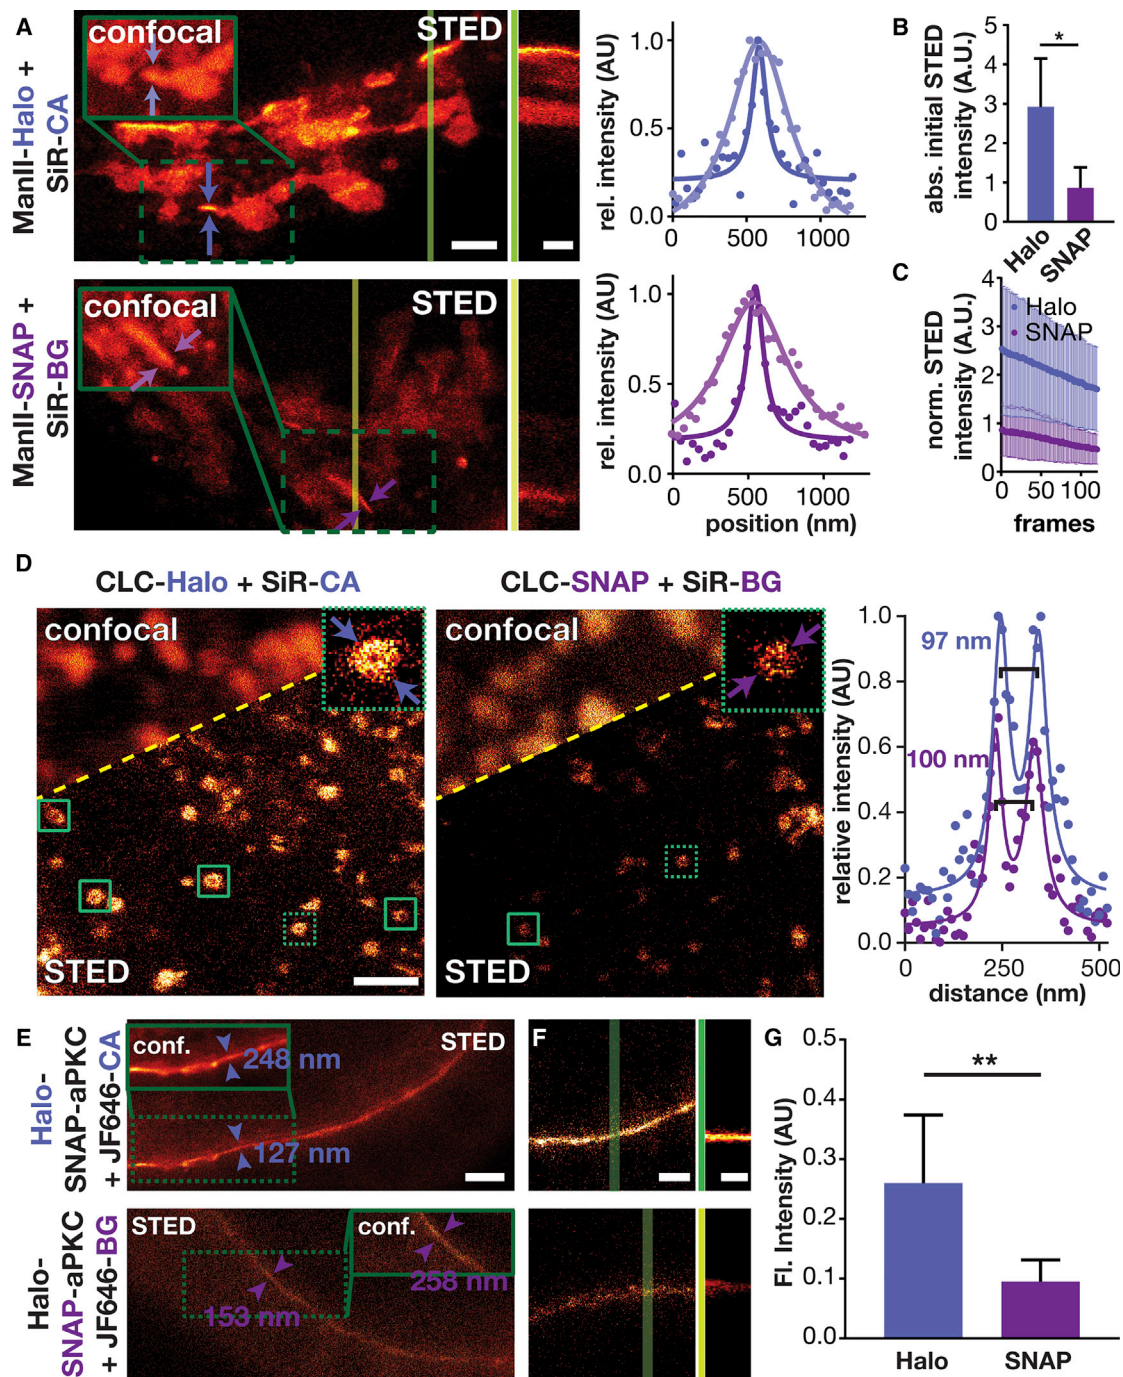 A
ManII-Halo +
SiR-CA
confocal
STED
rel. intensity (AU)
1.0
0.5
0.0
0
500
1000
ManII-SNAP +
SiR-BG
confocal
STED
rel. intensity (AU)
1.0
0.5
0.0
0
500
1000
position (nm)
B
abs. initial STED
intensity (A.U.)
5
4
3
2
1
0
*
Halo
SNAP
C
norm. STED
intensity (A.U.)
4
3
2
1
0
Halo
SNAP
0
50
100
frames
D
CLC-Halo + SiR-CA
confocal
STED
CLC-SNAP + SiR-BG
confocal
STED
relative intensity (AU)
1.0
0.8
0.6
0.4
0.2
0.0
97 nm
100 nm
0
250
500
distance (nm)
E
Halo-
SNAP-aPKC
+ JF646-CA
conf.
248 nm
STED
127 nm
Halo-
SNAP-aPKC
+ JF646-BG
STED
conf.
258 nm
153 nm
F
G
Fl. Intensity (AU)
0.5
0.4
0.3
0.2
0.1
0.0
**
Halo
SNAP